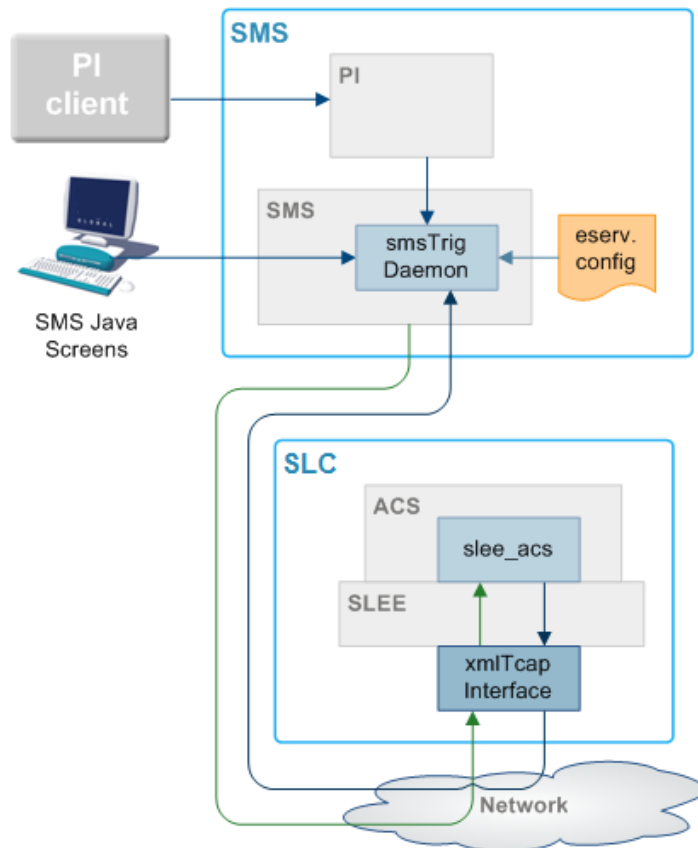 SMS
PI
client
PI
SMS
smsTrig
Daemon
eserv.
config
GLOBAL
SMS Java
Screens
SLC
ACS
slee_acs
SLEE
xmlTcap
Interface
Network